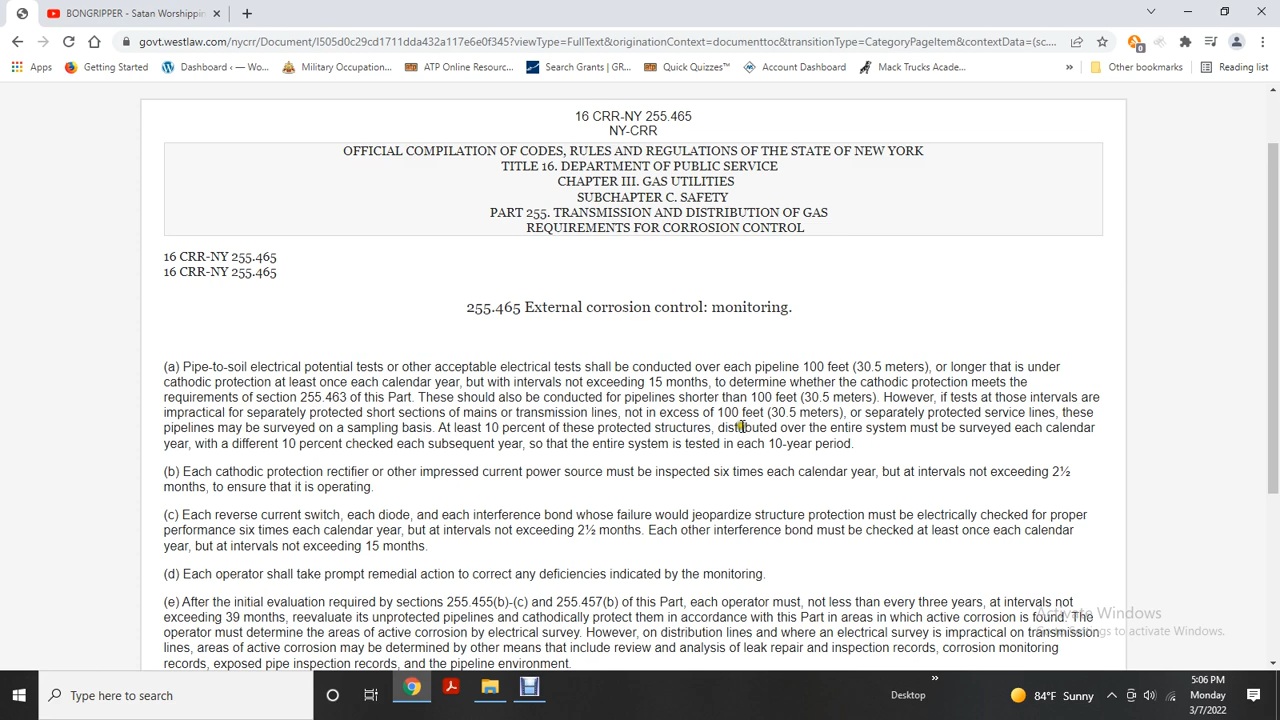 BONGRIPPER - Satan Worshippin
govt.westlaw.com/nycrr/Document/I505d0c29cd1711dda432a117e6e0f345?viewType=FullText&originationContext=documenttoc&transitionType=CategoryPageItem&contextData=(sc...
0
Apps Getting Started Dashboard ‹ — Wo... Military Occupation... ATP Online Resourc... Search Grants | GR... Quick Quizzes™ Account Dashboard Mack Trucks Academ... » Other bookmarks Reading list
16 CRR-NY 255.465
NY-CRR
OFFICIAL COMPILATION OF CODES, RULES AND REGULATIONS OF THE STATE OF NEW YORK
TITLE 16. DEPARTMENT OF PUBLIC SERVICE
CHAPTER III. GAS UTILITIES
SUBCHAPTER C. SAFETY
PART 255. TRANSMISSION AND DISTRIBUTION OF GAS
REQUIREMENTS FOR CORROSION CONTROL
16 CRR-NY 255.465
16 CRR-NY 255.465
255.465 External corrosion control: monitoring.
(a) Pipe-to-soil electrical potential tests or other acceptable electrical tests shall be conducted over each pipeline 100 feet (30.5 meters), or longer that is under
cathodic protection at least once each calendar year, but with intervals not exceeding 15 months, to determine whether the cathodic protection meets the
requirements of section 255.463 of this Part. These should also be conducted for pipelines shorter than 100 feet (30.5 meters). However, if tests at those intervals are
impractical for separately protected short sections of mains or transmission lines, not in excess of 100 feet (30.5 meters), or separately protected service lines, these
pipelines may be surveyed on a sampling basis. At least 10 percent of these protected structures, distributed over the entire system must be surveyed each calendar
year, with a different 10 percent checked each subsequent year, so that the entire system is tested in each 10-year period.
(b) Each cathodic protection rectifier or other impressed current power source must be inspected six times each calendar year, but at intervals not exceeding 2½
months, to ensure that it is operating.
(c) Each reverse current switch, each diode, and each interference bond whose failure would jeopardize structure protection must be electrically checked for proper
performance six times each calendar year, but at intervals not exceeding 2½ months. Each other interference bond must be checked at least once each calendar
year, but at intervals not exceeding 15 months.
(d) Each operator shall take prompt remedial action to correct any deficiencies indicated by the monitoring.
(e) After the initial evaluation required by sections 255.455(b)-(c) and 255.457(b) of this Part, each operator must, not less than every three years, at intervals not
exceeding 39 months, reevaluate its unprotected pipelines and cathodically protect them in accordance with this Part in areas in which active corrosion is found. The
operator must determine the areas of active corrosion by electrical survey. However, on distribution lines and where an electrical survey is impractical on transmission
lines, areas of active corrosion may be determined by other means that include review and analysis of leak repair and inspection records, corrosion monitoring
records, exposed pipe inspection records, and the pipeline environment.
Activate Windows
Go to Settings to activate Windows.
Type here to search
Desktop »
84°F Sunny
5:06 PM
Monday
3/7/2022